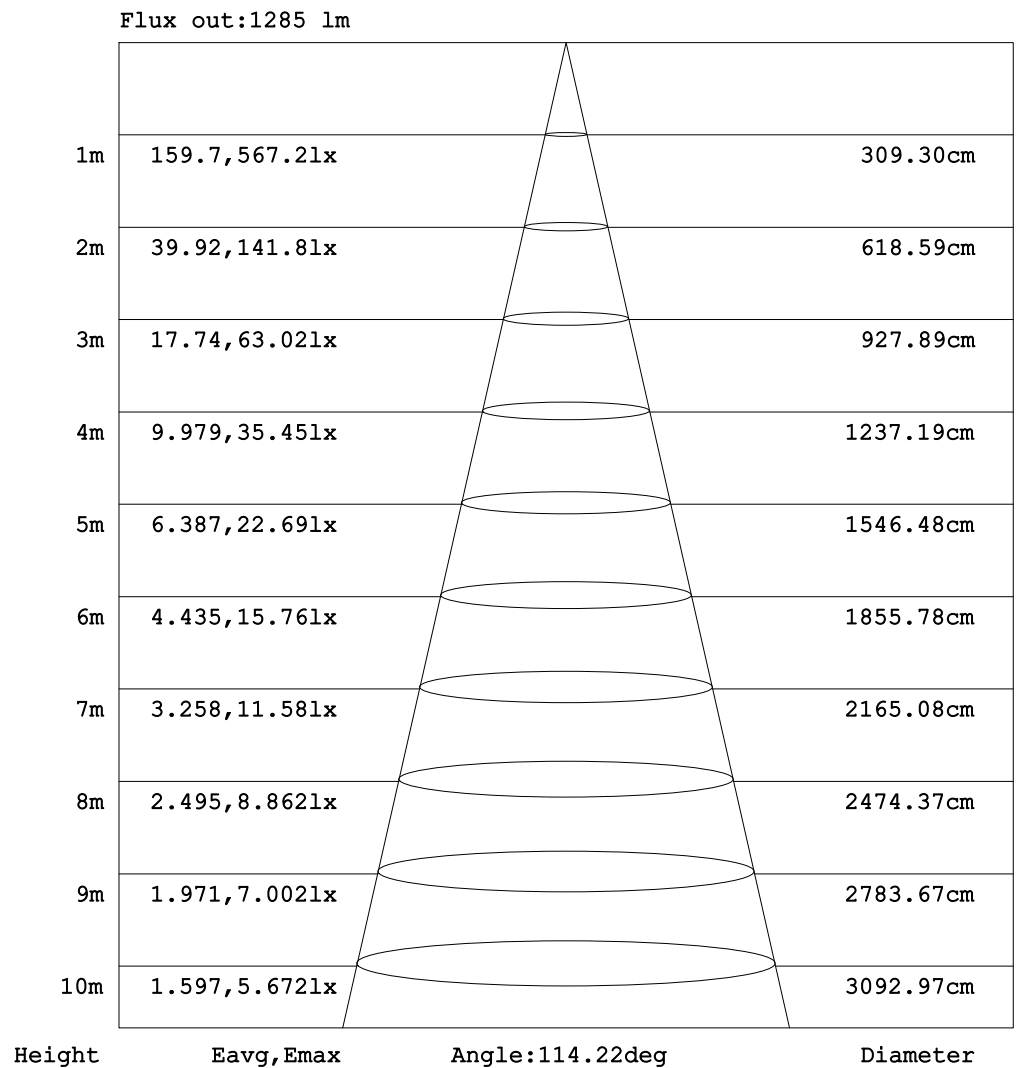 Flux out:1285 lm
1m 159.7,567.2lx 309.30cm
2m 39.92,141.8lx 618.59cm
3m 17.74,63.02lx 927.89cm
4m 9.979,35.45lx 1237.19cm
5m 6.387,22.69lx 1546.48cm
6m 4.435,15.76lx 1855.78cm
7m 3.258,11.58lx 2165.08cm
8m 2.495,8.862lx 2474.37cm
9m 1.971,7.002lx 2783.67cm
10m 1.597,5.672lx 3092.97cm
Height Eavg,Emax Angle:114.22deg Diameter